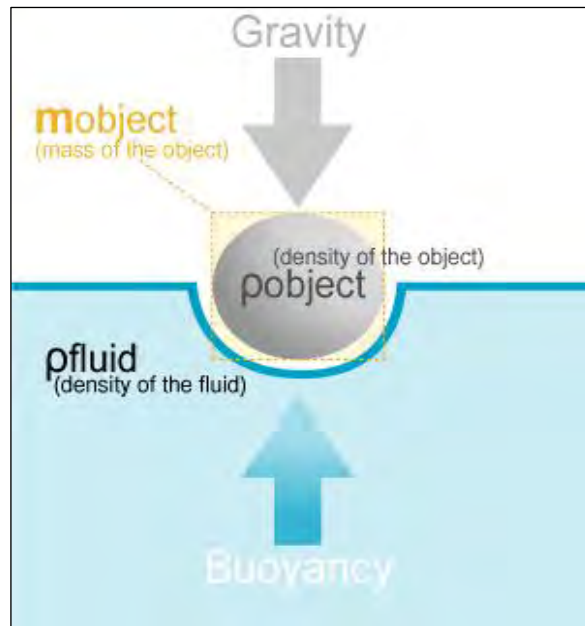 Gravity
mobject
(mass of the object)
(density of the object)
ρobject
ρfluid
(density of the fluid)
Buoyancy